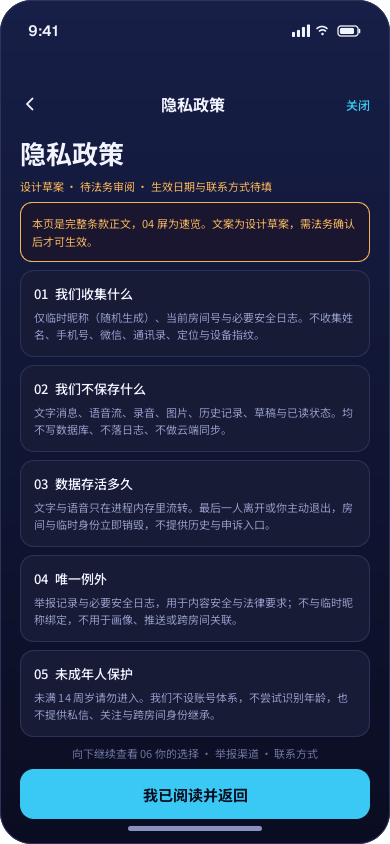 9:41
隐私政策
关闭
隐私政策
设计草案 · 待法务审阅 · 生效日期与联系方式待填
本页是完整条款正文，04 屏为速览。文案为设计草案，需法务确认
后才可生效。
01 我们收集什么
仅临时昵称（随机生成）、当前房间号与必要安全日志。不收集姓
名、手机号、微信、通讯录、定位与设备指纹。
02 我们不保存什么
文字消息、语音流、录音、图片、历史记录、草稿与已读状态。均
不写数据库、不落日志、不做云端同步。
03 数据存活多久
文字与语音只在进程内存里流转。最后一人离开或你主动退出，房
间与临时身份立即销毁，不提供历史与申诉入口。
04 唯一例外
举报记录与必要安全日志，用于内容安全与法律要求；不与临时昵
称绑定，不用于画像、推送或跨房间关联。
05 未成年人保护
未满 14 周岁请勿进入。我们不设账号体系，不尝试识别年龄，也
不提供私信、关注与跨房间身份继承。
向下继续查看 06 你的选择 · 举报渠道 · 联系方式
我已阅读并返回